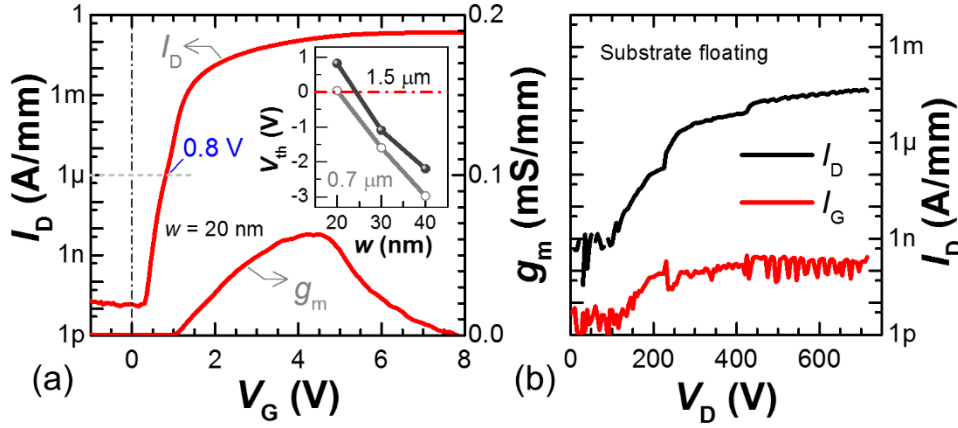 1
1m
1µ
1n
1p
I_D (A/mm)
I_D
0.8 V
w = 20 nm
g_m
1
0
-1
-2
-3
V_th (V)
1.5 µm
0.7 µm
20 30 40
w (nm)
0.2
0.1
0.0
g_m (mS/mm)
0 2 4 6 8
(a) V_G (V)
Substrate floating
I_D
I_G
1m
1µ
1n
1p
I_D (A/mm)
0 200 400 600
(b) V_D (V)